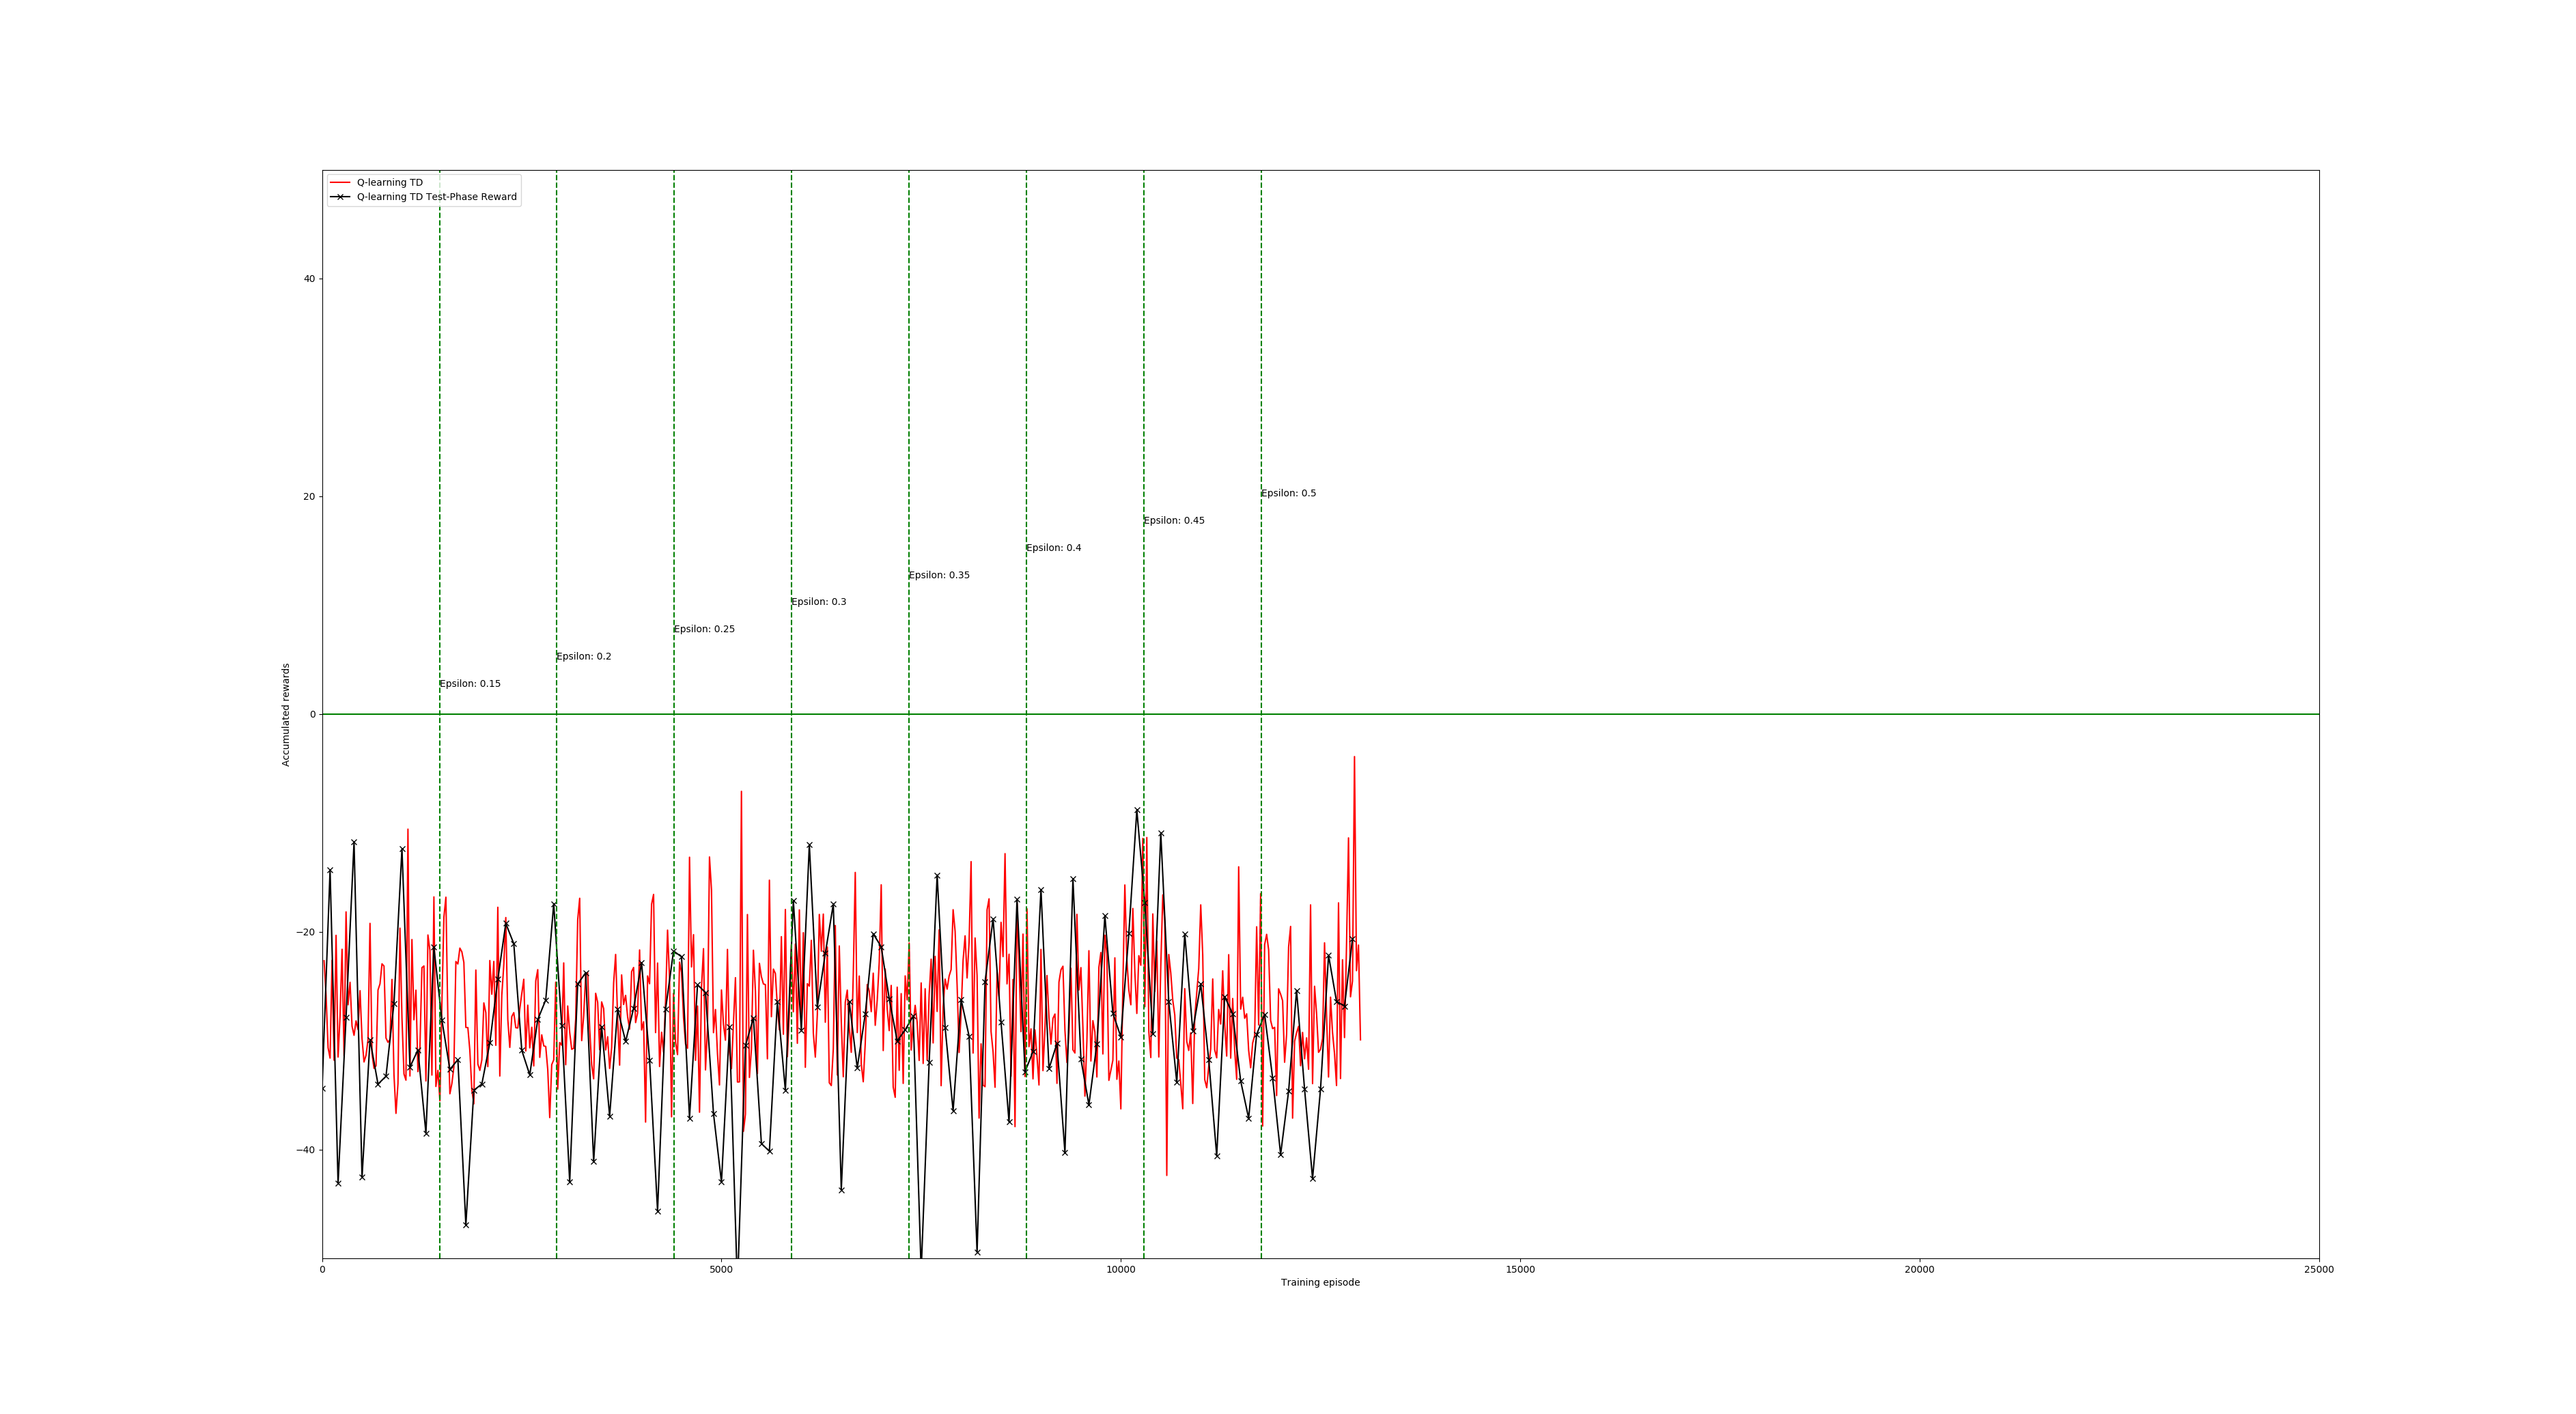 Q-learning TD
Q-learning TD Test-Phase Reward
40
20
0
−20
−40
Accumulated rewards
Epsilon: 0.5
Epsilon: 0.45
Epsilon: 0.4
Epsilon: 0.35
Epsilon: 0.3
Epsilon: 0.25
Epsilon: 0.2
Epsilon: 0.15
0 5000 10000 15000 20000 25000
Training episode